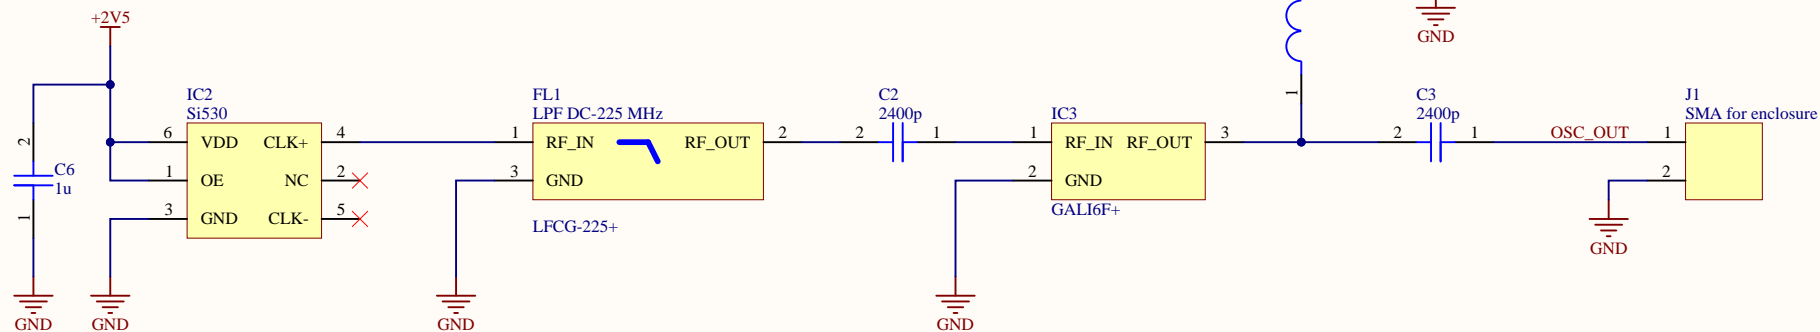 +2V5
GND
IC2
Si530
FL1
LPF DC-225 MHz
C2
2400p
IC3
1
C3
2400p
J1
SMA for enclosure
2
C6
1u
1
6 VDD CLK+ 4
1 OE NC 2
3 GND CLK- 5
1 RF_IN RF_OUT 2
3 GND
LFCG-225+
2 1
1 RF_IN RF_OUT 3
2 GND
GALI6F+
2 1
OSC_OUT
1
2
GND
GND
GND
GND
GND